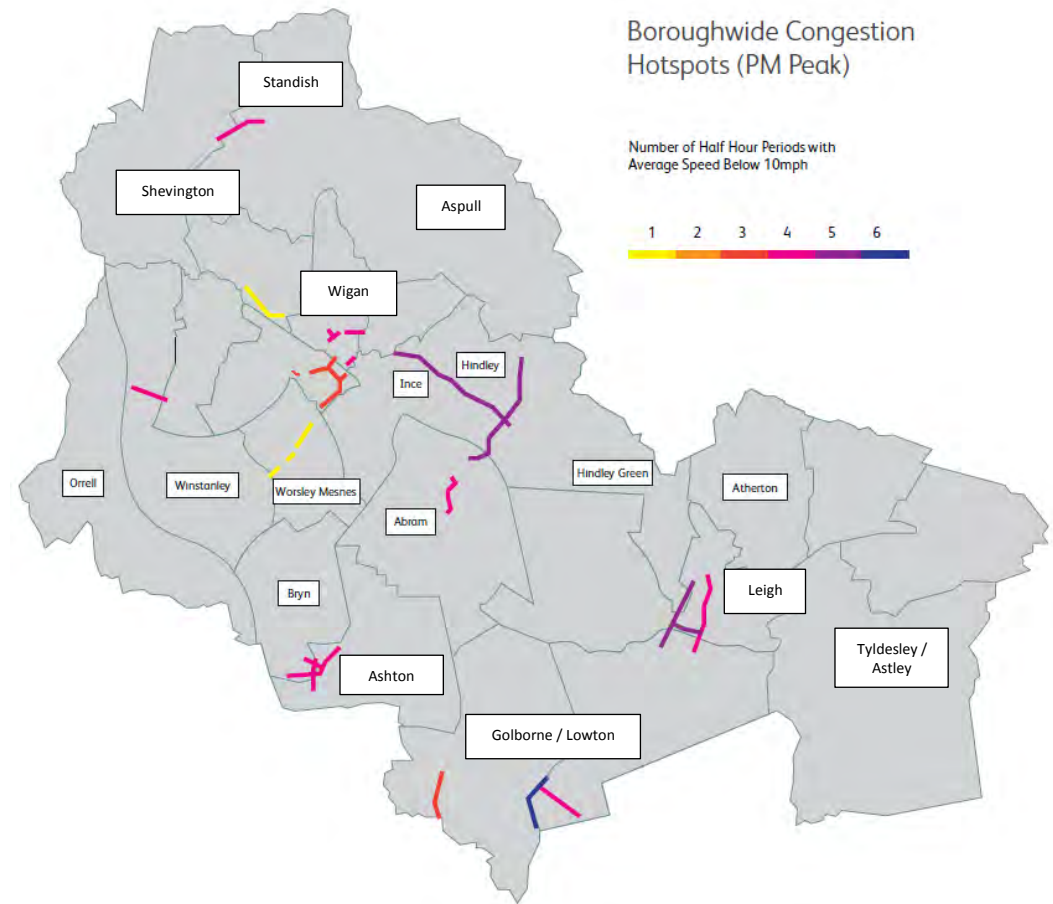 Boroughwide Congestion
Hotspots (PM Peak)
Number of Half Hour Periods with
Average Speed Below 10mph
1 2 3 4 5 6
Standish
Shevington
Aspull
Wigan
Hindley
Ince
Orrell
Winstanley
Worsley Mesnes
Hindley Green
Atherton
Abram
Bryn
Leigh
Tyldesley /
Astley
Ashton
Golborne / Lowton